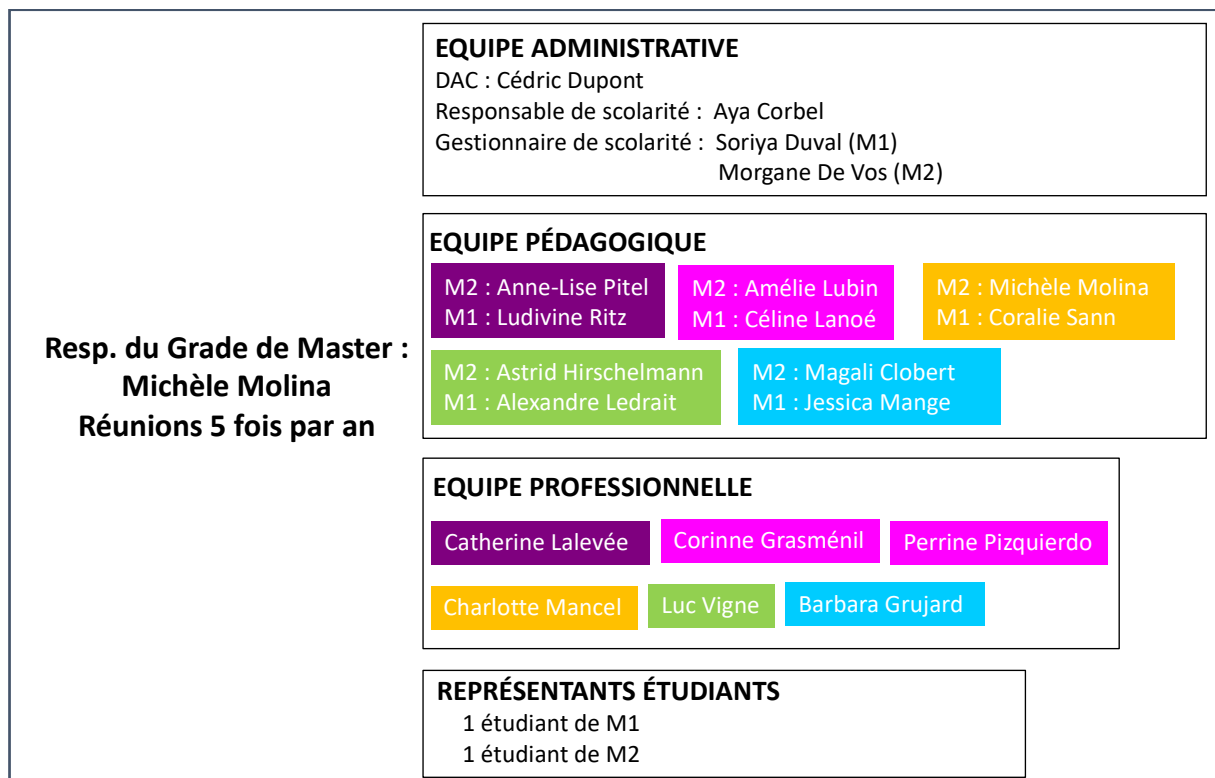 EQUIPE ADMINISTRATIVE
DAC : Cédric Dupont
Responsable de scolarité : Aya Corbel
Gestionnaire de scolarité : Soriya Duval (M1)
Morgane De Vos (M2)
Resp. du Grade de Master :
Michèle Molina
Réunions 5 fois par an
EQUIPE PÉDAGOGIQUE
M2 : Anne-Lise Pitel
M1 : Ludivine Ritz
M2 : Amélie Lubin
M1 : Céline Lanoé
M2 : Michèle Molina
M1 : Coralie Sann
M2 : Astrid Hirschelmann
M1 : Alexandre Ledrait
M2 : Magali Clobert
M1 : Jessica Mange
EQUIPE PROFESSIONNELLE
Catherine Lalevée
Corinne Grasménil
Perrine Pizquierdo
Charlotte Mancel
Luc Vigne
Barbara Grujard
REPRÉSENTANTS ÉTUDIANTS
1 étudiant de M1
1 étudiant de M2